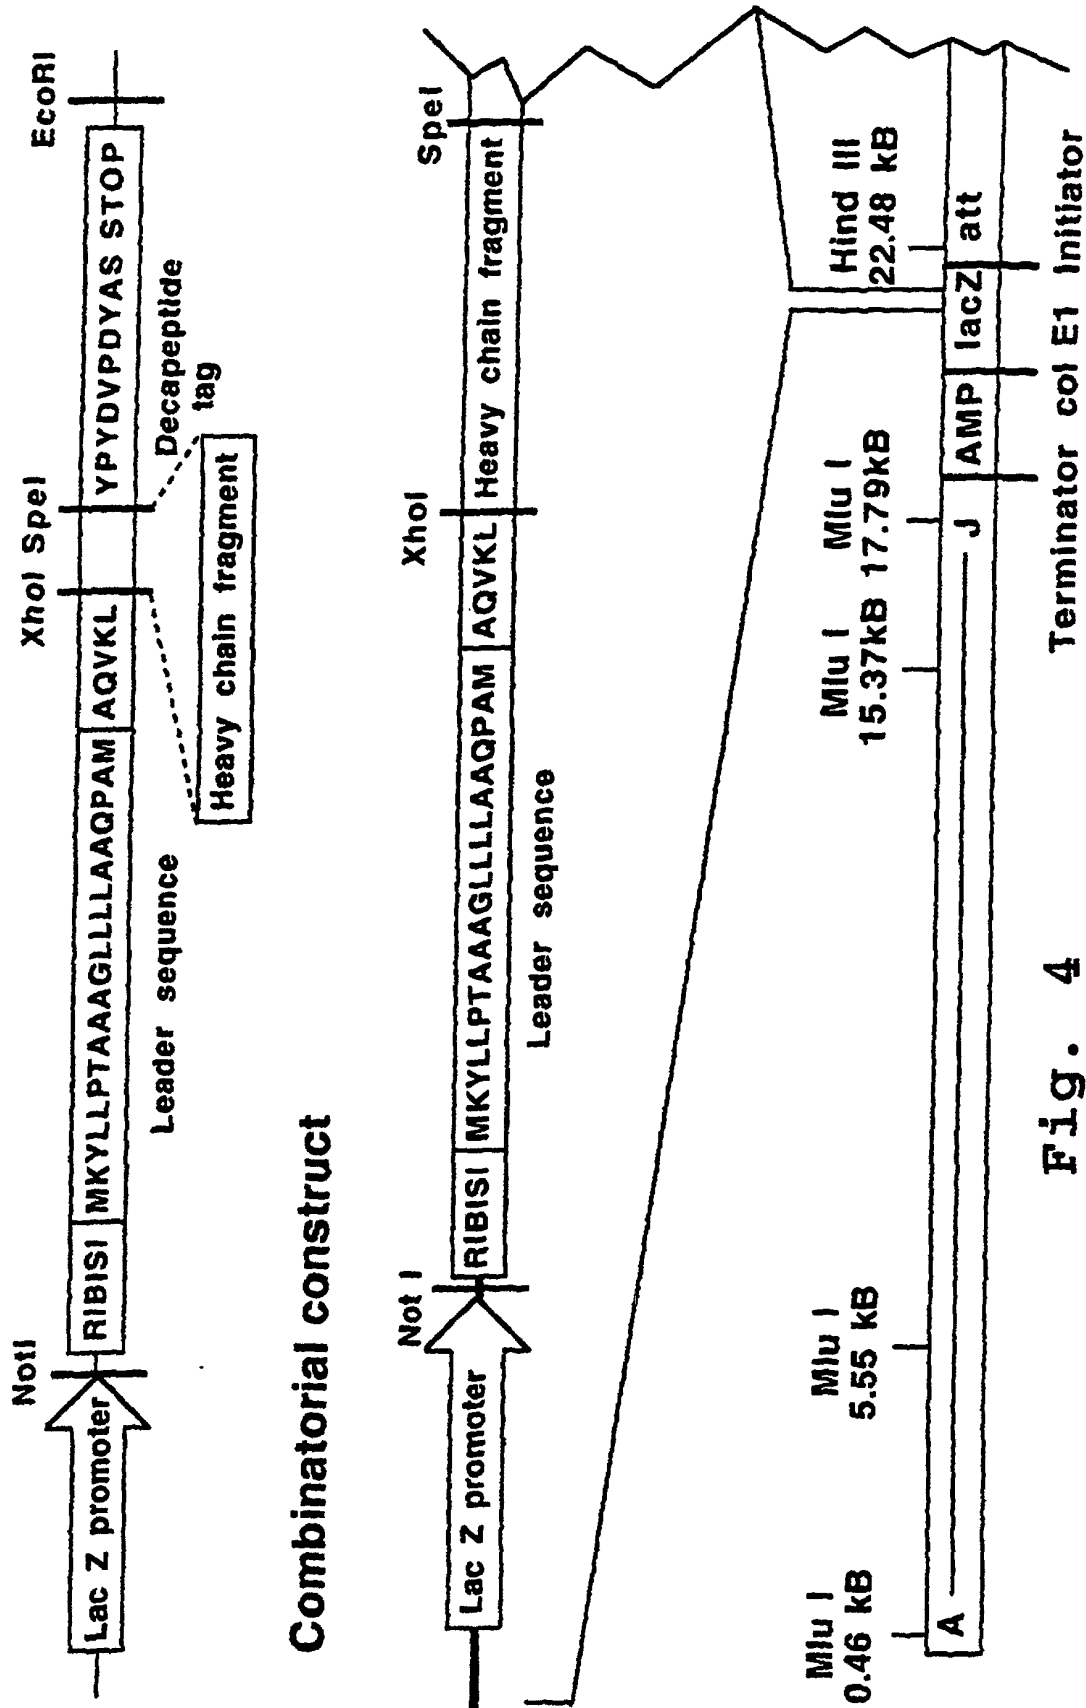 NotI
XhoI SpeI
EcoRI
Lac Z promoter
RIBISI
MKYLLPTAAAGLLLLAAQPAM
AQVKL
YPYDVPDYAS STOP
Leader sequence
Decapeptide
tag
Heavy chain fragment
Combinatorial construct
Not I
XhoI
SpeI
Lac Z promoter
RIBISI
MKYLLPTAAAGLLLLAAQPAM
AQVKL
Heavy chain fragment
Leader sequence
Mlu I
0.46 kB
Mlu I
5.55 kB
Mlu I
15.37kB
Mlu I
17.79kB
Hind III
22.48 kB
A
J
AMP
lacZ
att
Terminator col E1 Initiator
Fig. 4